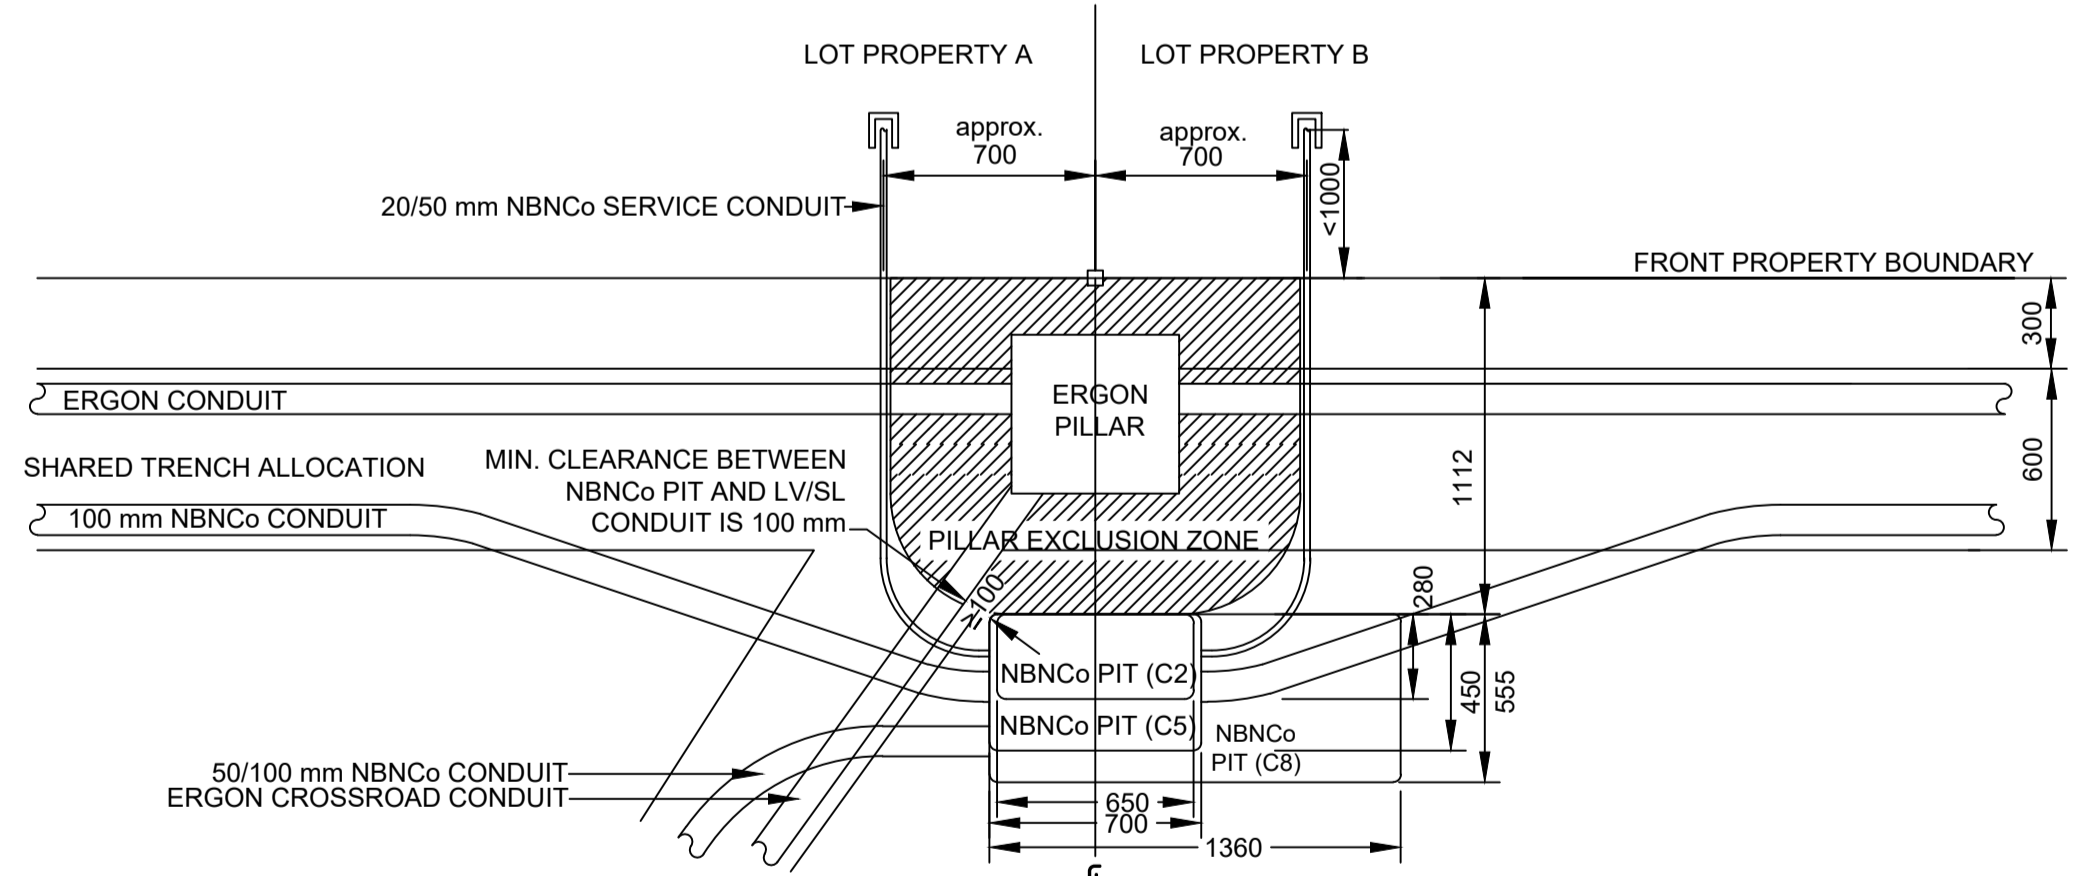 LOT PROPERTY A
LOT PROPERTY B
approx.
700
approx.
700
<1000
20/50 mm NBNCo SERVICE CONDUIT
FRONT PROPERTY BOUNDARY
300
ERGON CONDUIT
ERGON
PILLAR
SHARED TRENCH ALLOCATION
MIN. CLEARANCE BETWEEN
NBNCo PIT AND LV/SL
CONDUIT IS 100 mm
1112
600
100 mm NBNCo CONDUIT
PILLAR EXCLUSION ZONE
≥100
280
NBNCo PIT (C2)
450
555
NBNCo PIT (C5)
NBNCo
PIT (C8)
50/100 mm NBNCo CONDUIT
ERGON CROSSROAD CONDUIT
650
700
1360